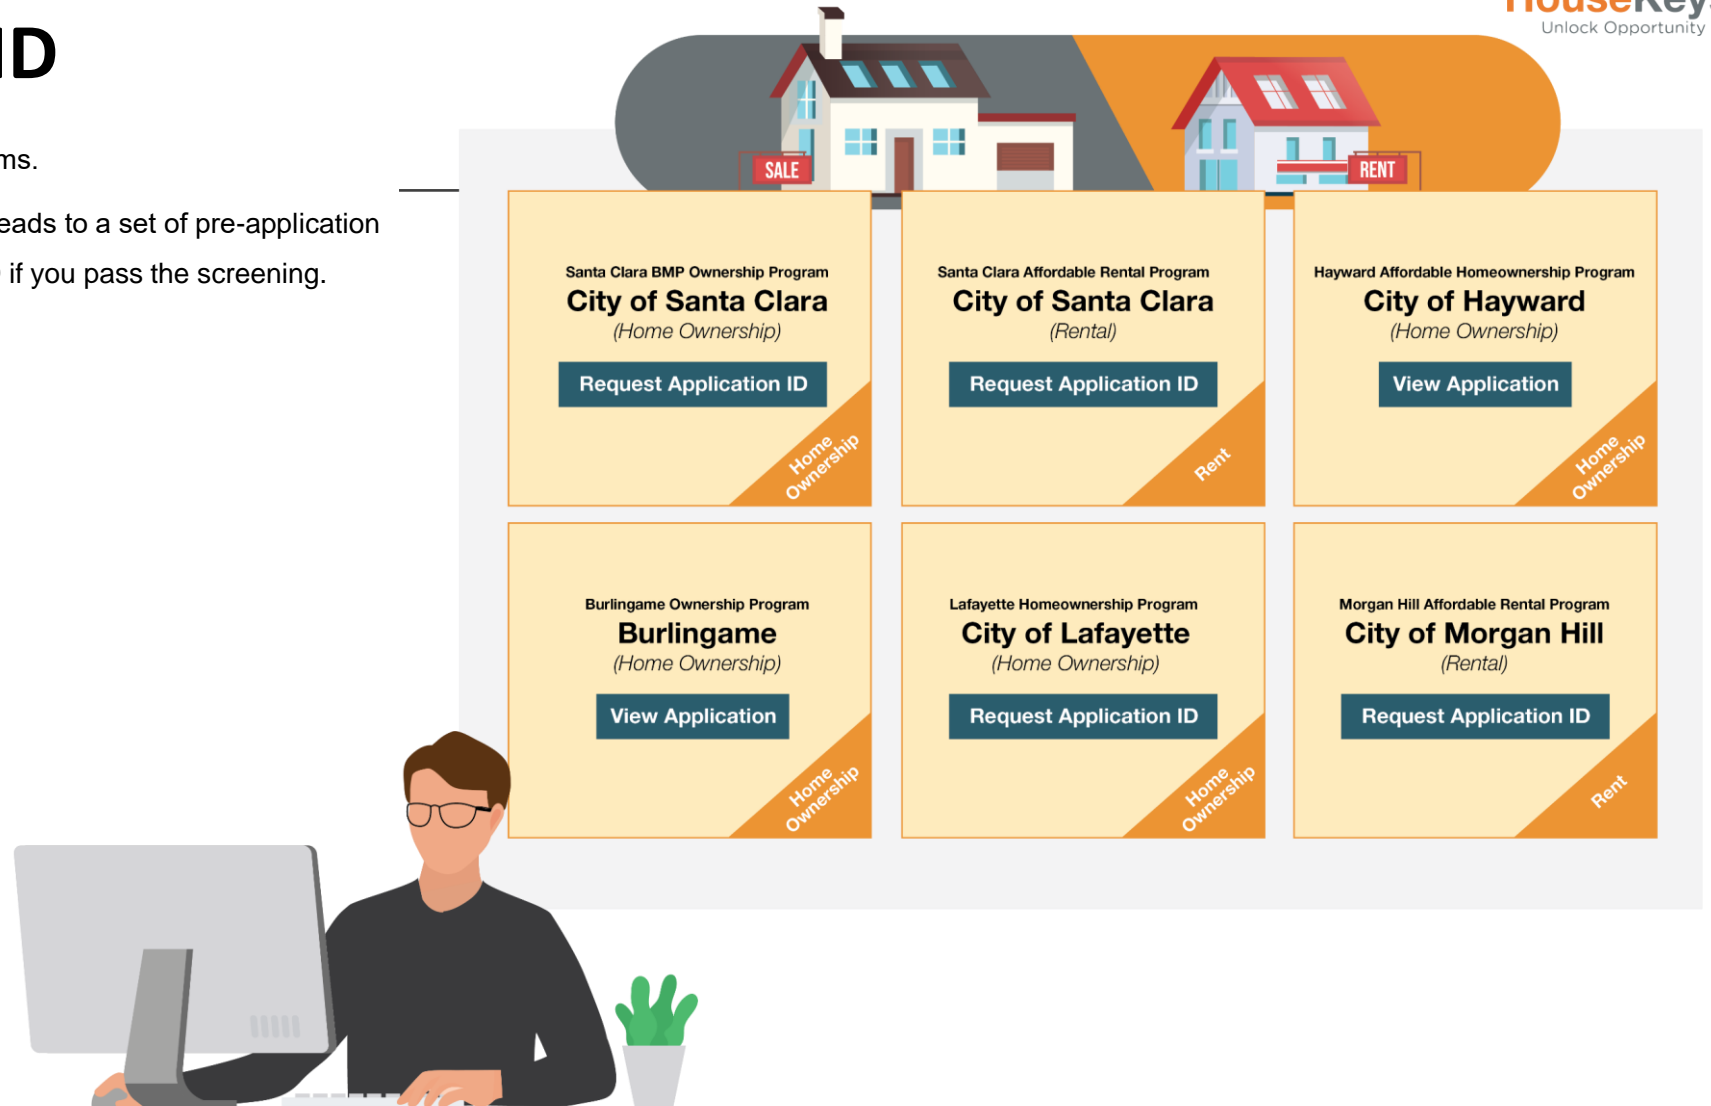 ID
HouseKeys
Unlock Opportunity
ms.
eads to a set of pre-application
if you pass the screening.
SALE
RENT
Santa Clara BMP Ownership Program
City of Santa Clara
(Home Ownership)
Request Application ID
Home
Ownership
Santa Clara Affordable Rental Program
City of Santa Clara
(Rental)
Request Application ID
Rent
Hayward Affordable Homeownership Program
City of Hayward
(Home Ownership)
View Application
Home
Ownership
Burlingame Ownership Program
Burlingame
(Home Ownership)
View Application
Home
Ownership
Lafayette Homeownership Program
City of Lafayette
(Home Ownership)
Request Application ID
Home
Ownership
Morgan Hill Affordable Rental Program
City of Morgan Hill
(Rental)
Request Application ID
Rent